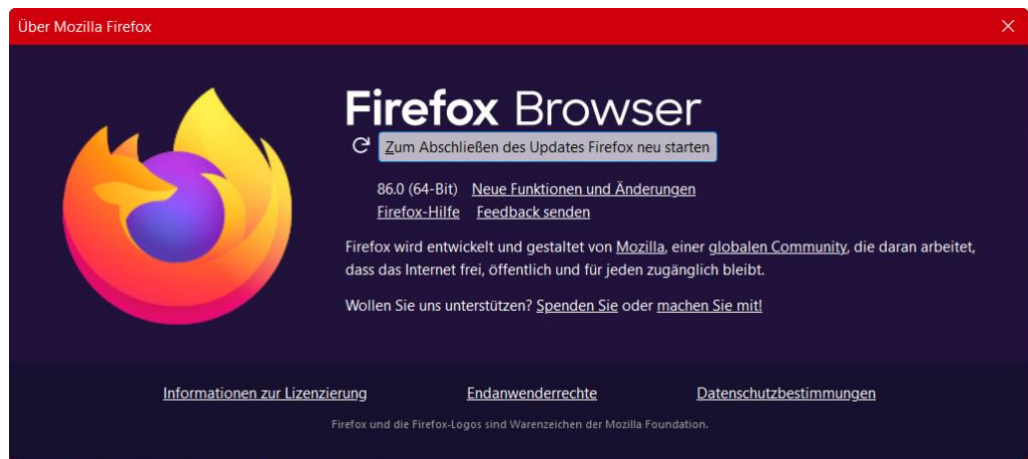 Über Mozilla Firefox
Firefox Browser
Zum Abschließen des Updates Firefox neu starten
86.0 (64-Bit) Neue Funktionen und Änderungen
Firefox-Hilfe Feedback senden
Firefox wird entwickelt und gestaltet von Mozilla, einer globalen Community, die daran arbeitet,
dass das Internet frei, öffentlich und für jeden zugänglich bleibt.
Wollen Sie uns unterstützen? Spenden Sie oder machen Sie mit!
Informationen zur Lizenzierung Endanwenderrechte Datenschutzbestimmungen
Firefox und die Firefox-Logos sind Warenzeichen der Mozilla Foundation.